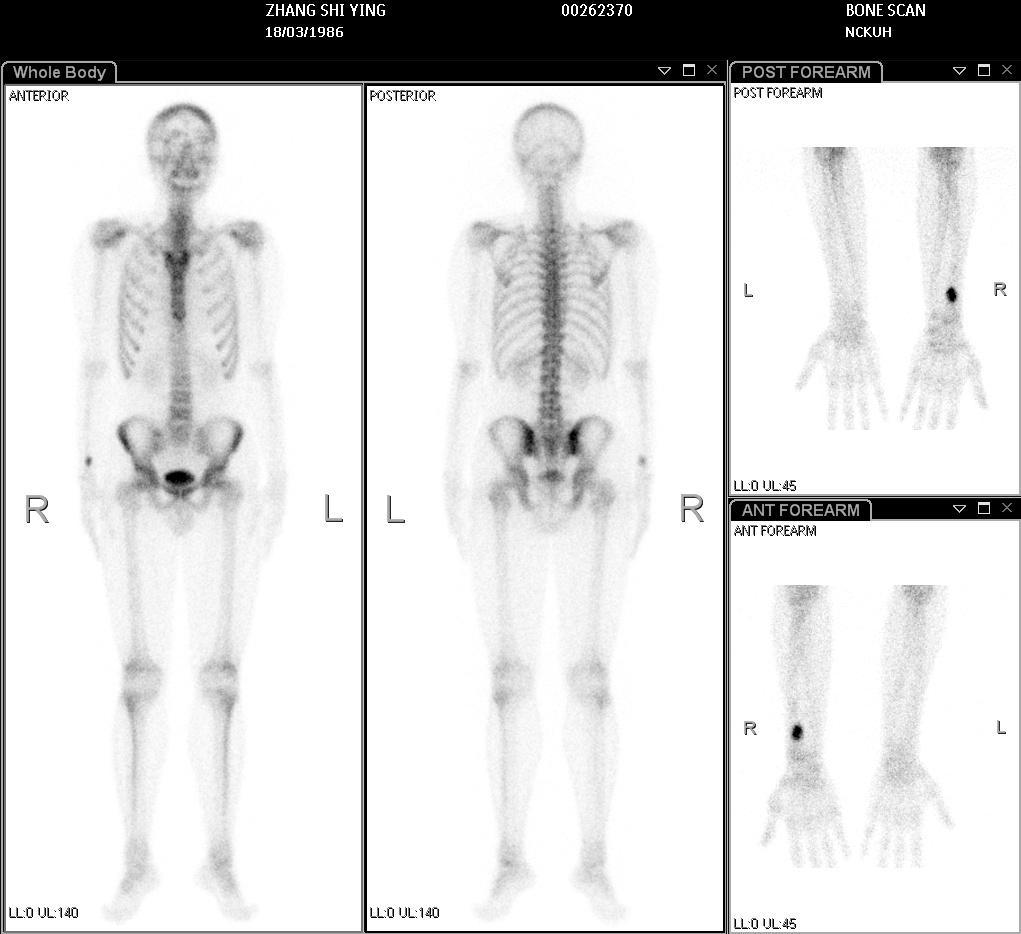 ZHANG SHI YING 00262370 BONE SCAN
18/03/1986 NCKUH
Whole Body
ANTERIOR
R
L
LL:0 UL:140
POSTERIOR
L
R
LL:0 UL:140
POST FOREARM
POST FOREARM
L
R
LL:0 UL:45
ANT FOREARM
ANT FOREARM
R
L
LL:0 UL:45